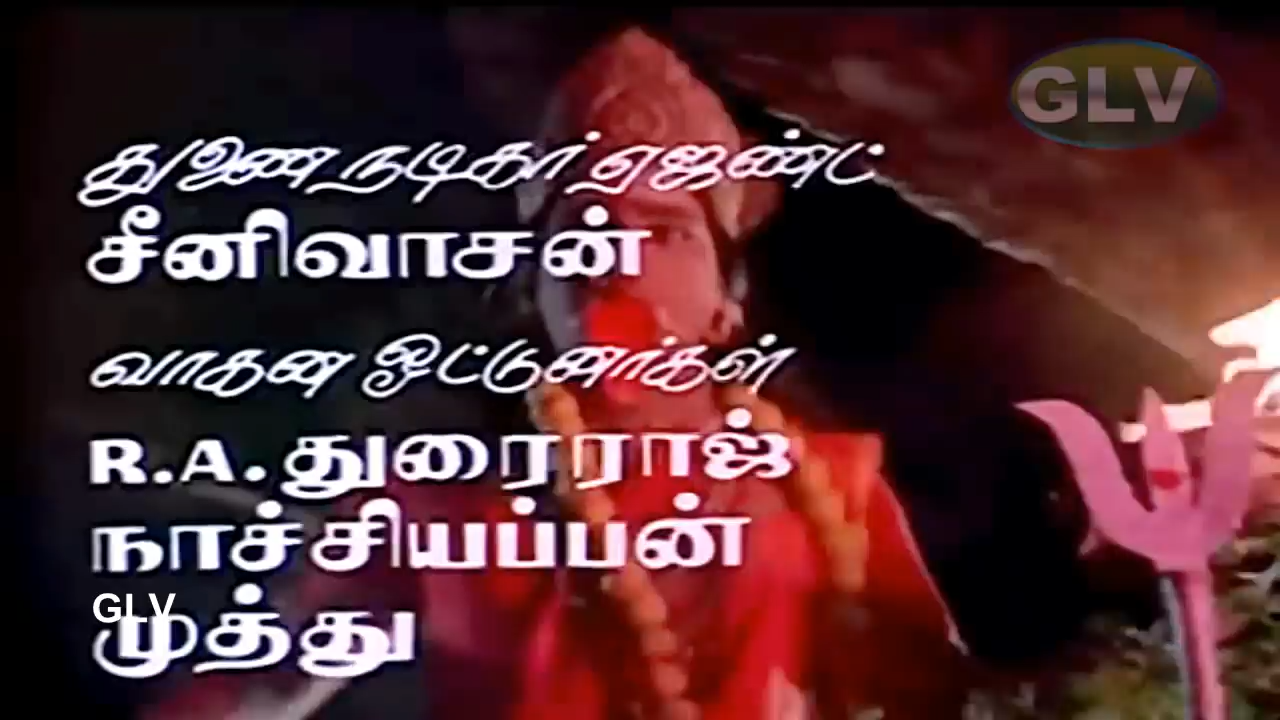 GLV
துணை நடிகர் ஏஜண்ட்
சீனிவாசன்
வாகன ஓட்டுனர்கள்
R.A.துரைராஜ்
நாச்சியப்பன்
GLV
முத்து